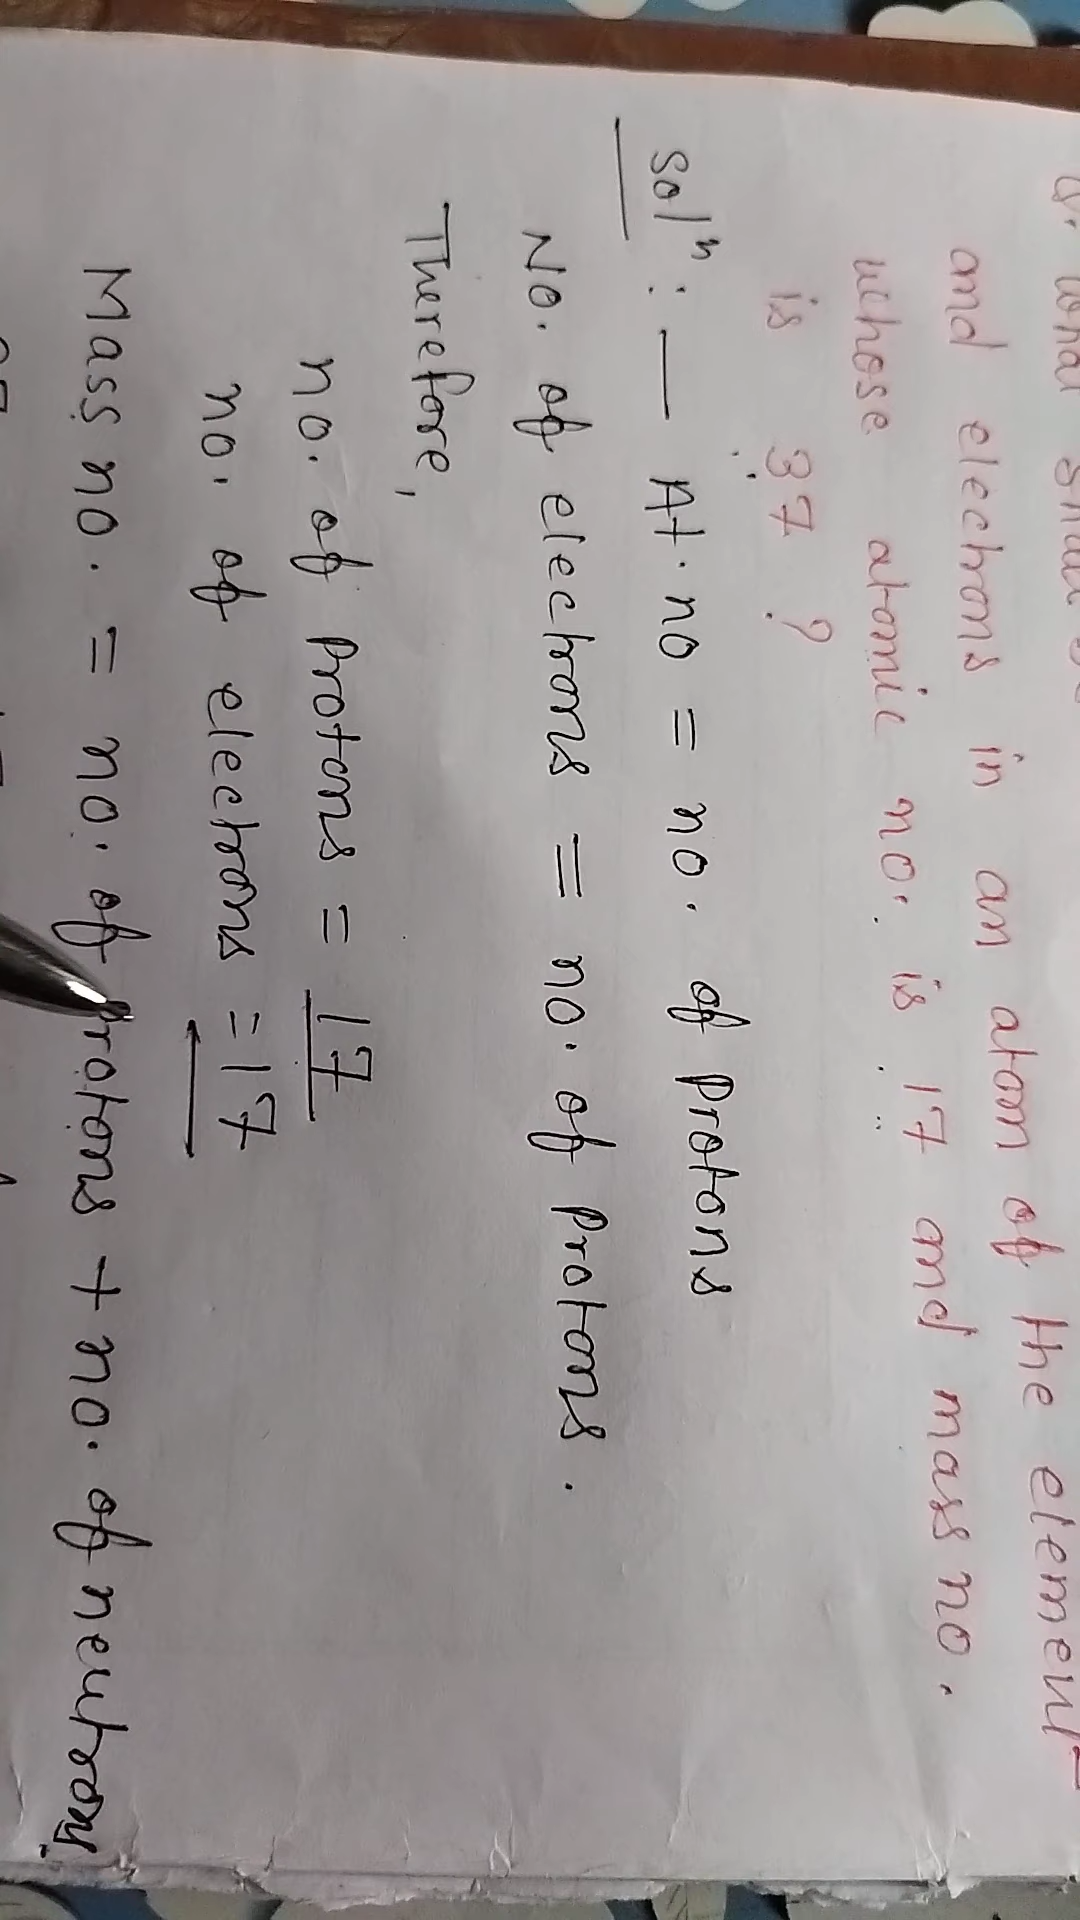 and electrons in an atom of the element
whose atomic no. is 17 and mass no.
is 37 ?
Solⁿ : — At. no = no. of Protons
No. of electrons = no. of Protons.
Therefore,
no. of Protons = 17
no. of electrons = 17
Mass no. = no. of Protons + no. of neutrons